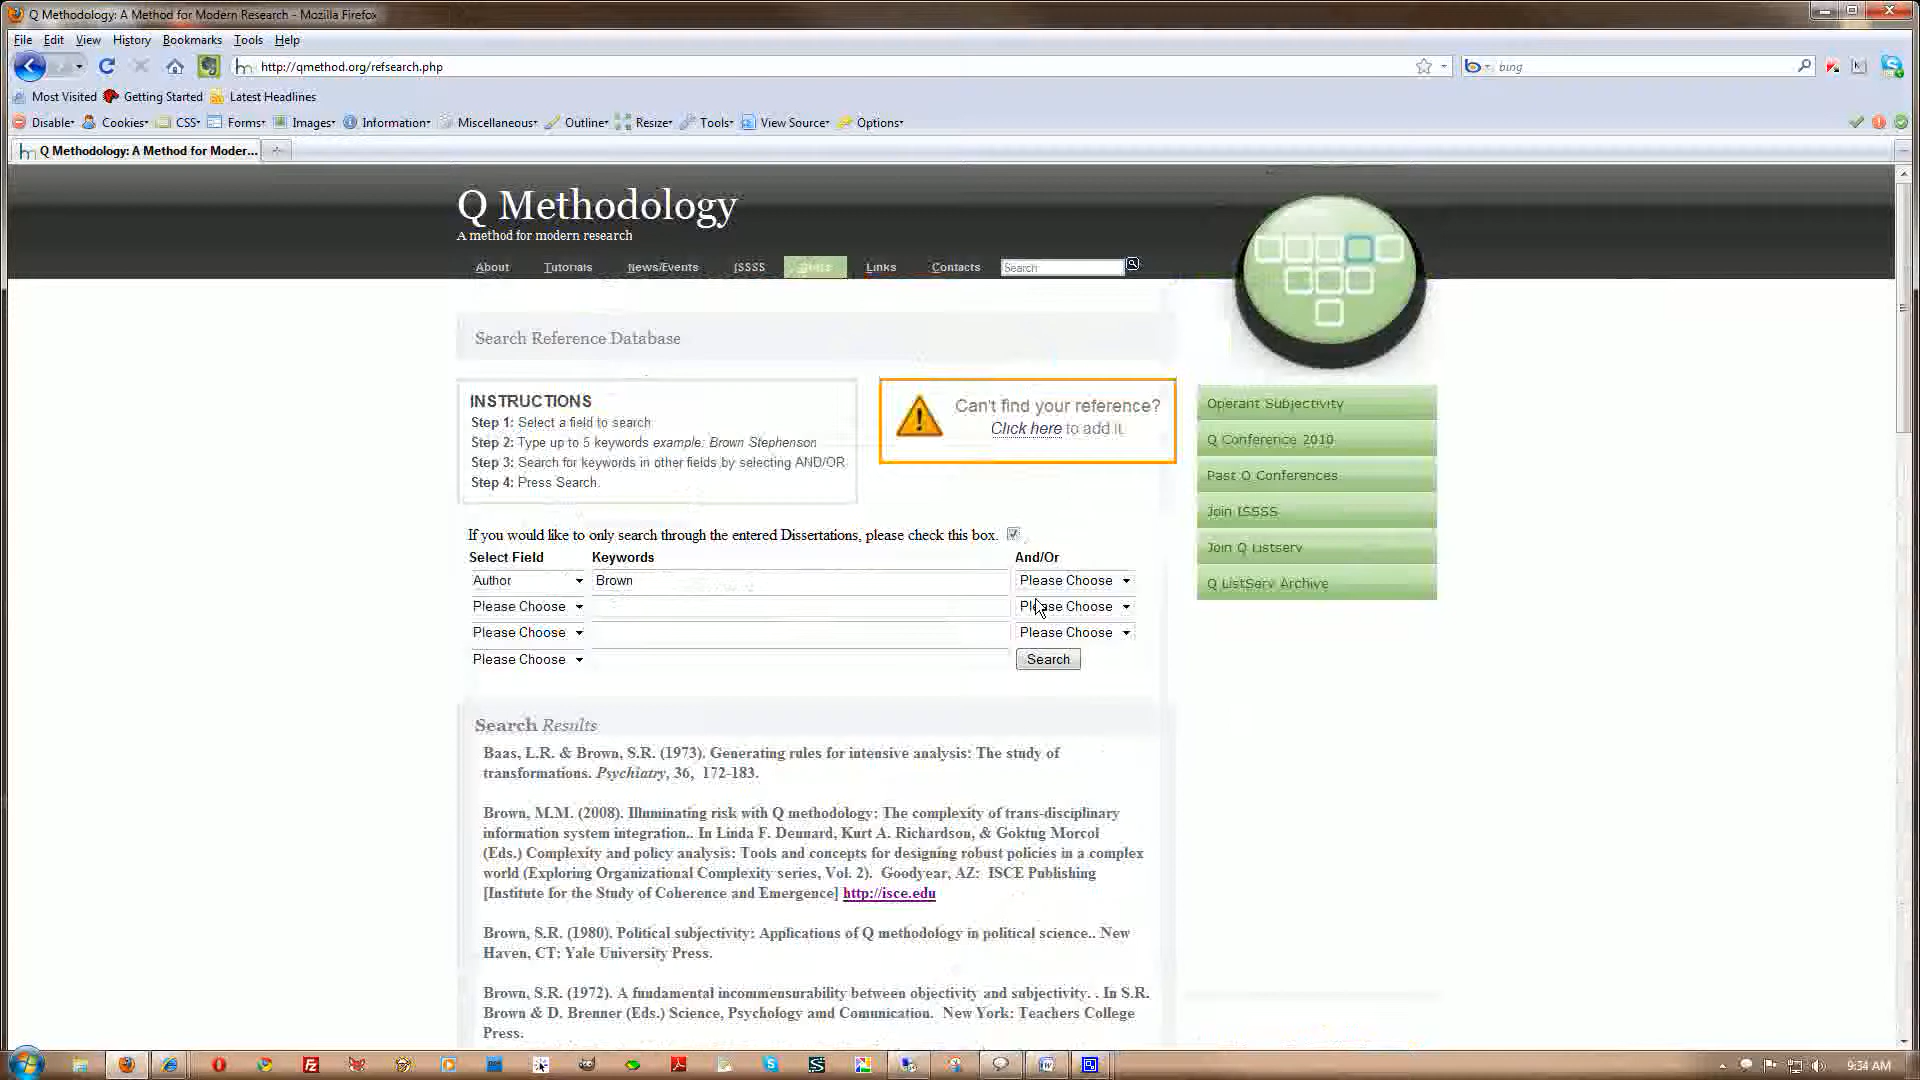 Q Methodology: A Method for Modern Research - Mozilla Firefox
File Edit View History Bookmarks Tools Help
http://qmethod.org/refsearch.php
bing
Most Visited Getting Started Latest Headlines
Disable Cookies CSS Forms Images Information Miscellaneous Outline Resize Tools View Source Options
Q Methodology: A Method for Moder...
Q Methodology
A method for modern research
About Tutorials News/Events ISSSS Links Contacts Search
Search Reference Database
INSTRUCTIONS
Step 1: Select a field to search
Step 2: Type up to 5 keywords example: Brown Stephenson
Step 3: Search for keywords in other fields by selecting AND/OR
Step 4: Press Search.
Can't find your reference?
Click here to add it.
Operant Subjectivity
Q Conference 2010
Past Q Conferences
Join ISSSS
Join Q Listserv
Q ListServ Archive
If you would like to only search through the entered Dissertations, please check this box.
Select Field Keywords And/Or
Author Brown Please Choose
Please Choose Please Choose
Please Choose Please Choose
Please Choose Search
Search Results
Baas, L.R. & Brown, S.R. (1973). Generating rules for intensive analysis: The study of
transformations. Psychiatry, 36, 172-183.
Brown, M.M. (2008). Illuminating risk with Q methodology: The complexity of trans-disciplinary
information system integration.. In Linda F. Dennard, Kurt A. Richardson, & Goktug Morcol
(Eds.) Complexity and policy analysis: Tools and concepts for designing robust policies in a complex
world (Exploring Organizational Complexity series, Vol. 2). Goodyear, AZ: ISCE Publishing
[Institute for the Study of Coherence and Emergence] http://isce.edu
Brown, S.R. (1980). Political subjectivity: Applications of Q methodology in political science.. New
Haven, CT: Yale University Press.
Brown, S.R. (1972). A fundamental incommensurability between objectivity and subjectivity. . In S.R.
Brown & D. Brenner (Eds.) Science, Psychology amd Comunication. New York: Teachers College
Press.
9:34 AM